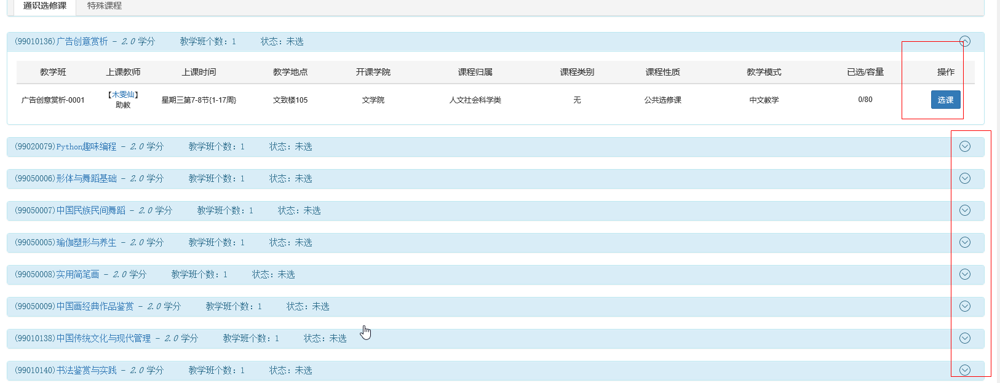 通识选修课 特殊课程
(99010136)广告创意赏析 - 2.0 学分 教学班个数: 1 状态: 未选
教学班 上课教师 上课时间 教学地点 开课学院 课程归属 课程类别 课程性质 教学模式 已选/容量 操作
广告创意赏析-0001 【木雯仙】 星期三第7-8节{1-17周} 文致楼105 文学院 人文社会科学类 无 公共选修课 中文教学 0/80 选课
助教
(99020079)Python趣味编程 - 2.0 学分 教学班个数: 1 状态: 未选
(99050006)形体与舞蹈基础 - 2.0 学分 教学班个数: 1 状态: 未选
(99050007)中国民族民间舞蹈 - 2.0 学分 教学班个数: 1 状态: 未选
(99050005)瑜伽塑形与养生 - 2.0 学分 教学班个数: 1 状态: 未选
(99050008)实用简笔画 - 2.0 学分 教学班个数: 1 状态: 未选
(99050009)中国画经典作品鉴赏 - 2.0 学分 教学班个数: 1 状态: 未选
(99010138)中国传统文化与现代管理 - 2.0 学分 教学班个数: 1 状态: 未选
(99010140)书法鉴赏与实践 - 2.0 学分 教学班个数: 1 状态: 未选